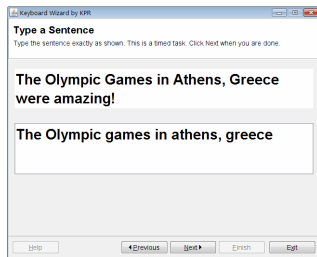 Keyboard Wizard by KPR
Type a Sentence
Type the sentence exactly as shown. This is a timed task. Click Next when you are done.
The Olympic Games in Athens, Greece
were amazing!
The Olympic games in athens, greece
Help
Previous
Next
Finish
Exit